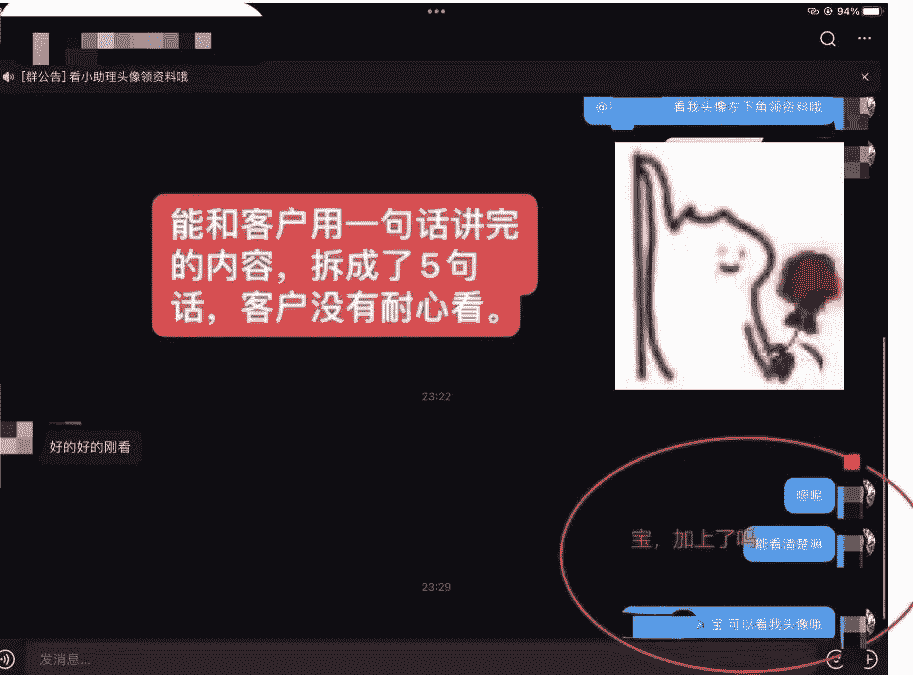 94%
[群公告] 看小助理头像领资料哦
看我头像左下角领资料哦
能和客户用一句话讲完
的内容，拆成了5句
话，客户没有耐心看。
23:22
好的好的刚看
嗯呢
宝，加上了吗
能看清楚嘛
23:29
宝 可以看我头像哦
发消息...